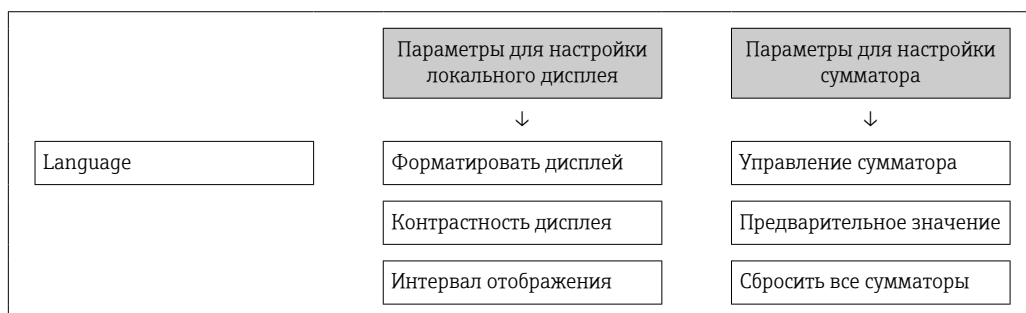 Параметры для настройки
локального дисплея
Параметры для настройки
сумматора
↓
↓
Language
Форматировать дисплей
Управление сумматора
Контрастность дисплея
Предварительное значение
Интервал отображения
Сбросить все сумматоры